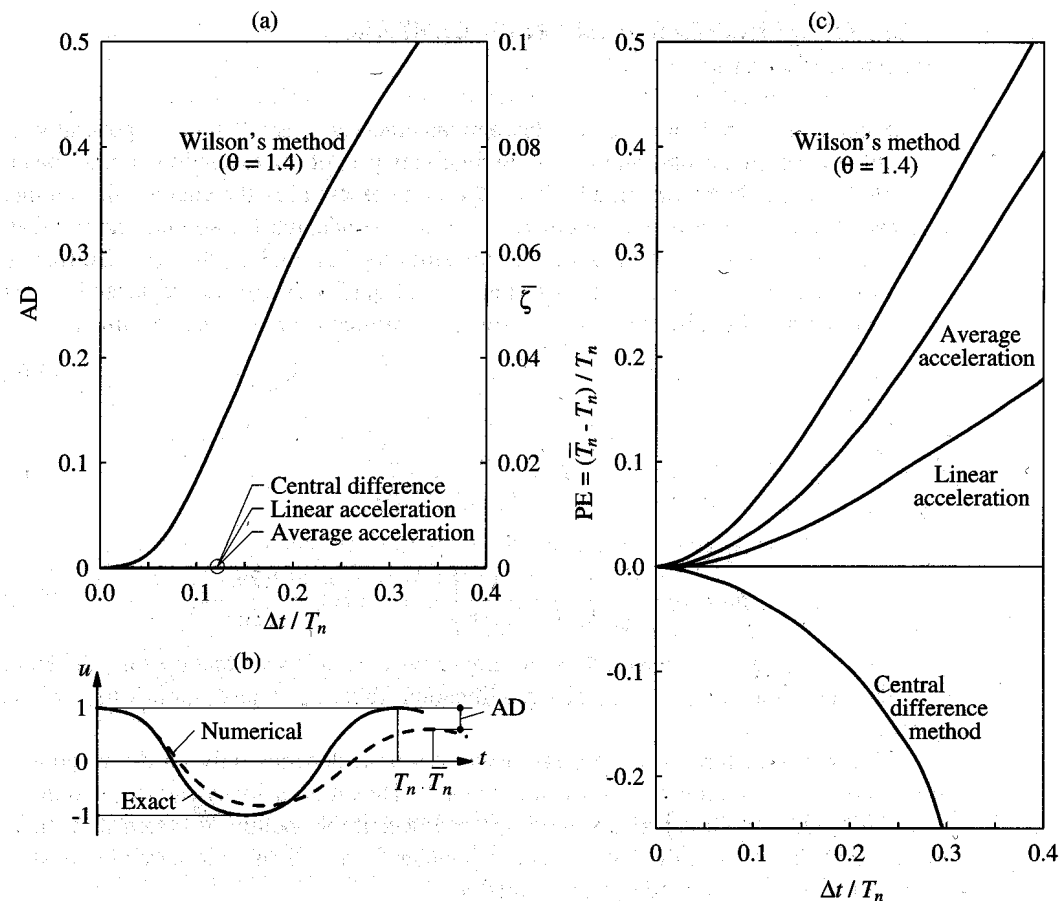 (a)
0.5
0.4
0.3
0.2
0.1
0
AD
0.1
0.08
0.06
0.04
0.02
0
ζ̄
Wilson's method
(θ = 1.4)
Central difference
Linear acceleration
Average acceleration
0.0 0.1 0.2 0.3 0.4
Δt / Tₙ
(b)
u
1
0
-1
Numerical
Exact
AD
t
Tₙ T̄ₙ
(c)
0.5
0.4
0.3
0.2
0.1
0.0
-0.1
-0.2
PE = (T̄ₙ - Tₙ) / Tₙ
Wilson's method
(θ = 1.4)
Average
acceleration
Linear
acceleration
Central
difference
method
0 0.1 0.2 0.3 0.4
Δt / Tₙ